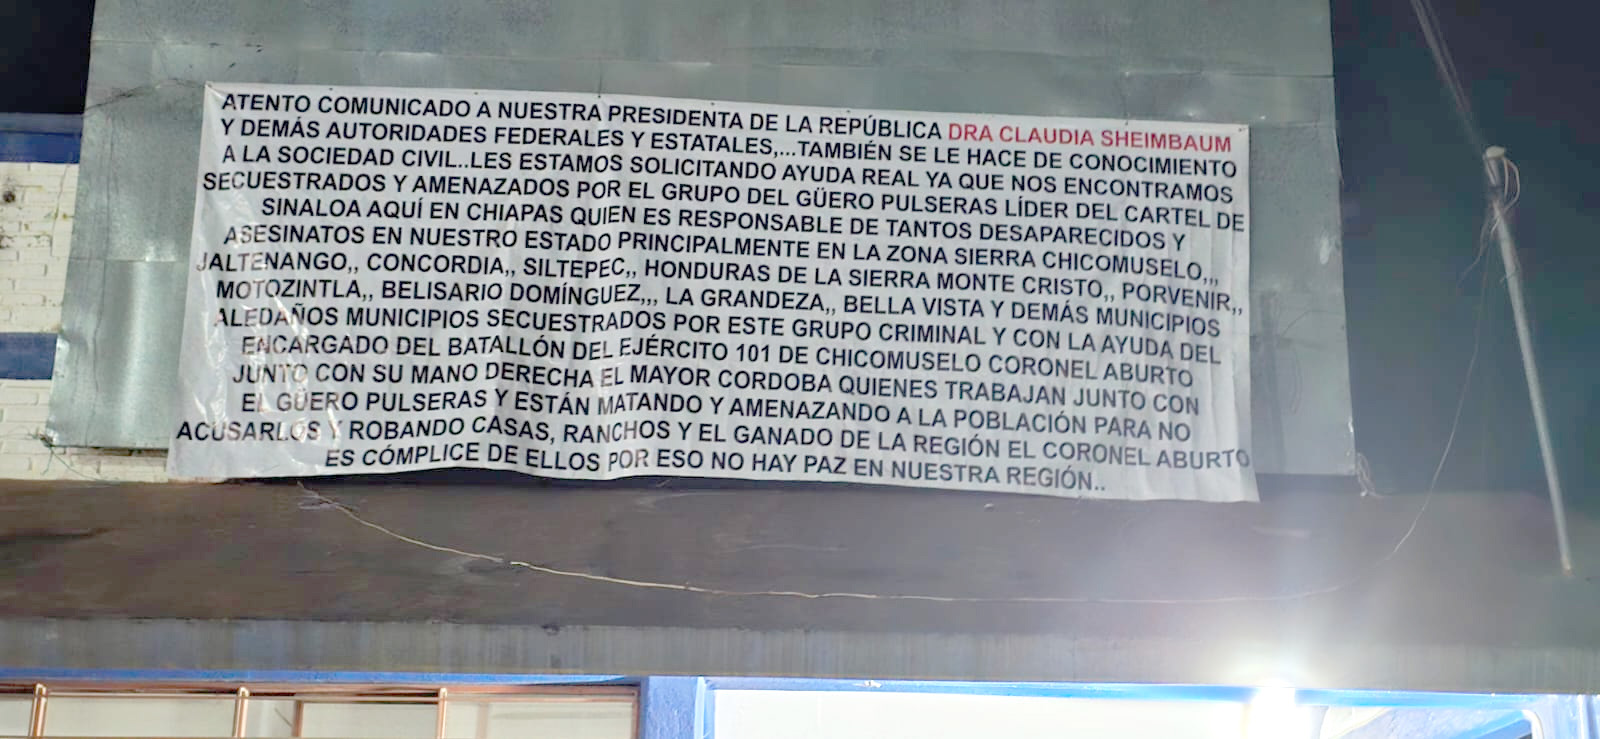 ATENTO COMUNICADO A NUESTRA PRESIDENTA DE LA REPÚBLICA DRA CLAUDIA SHEIMBAUM
Y DEMÁS AUTORIDADES FEDERALES Y ESTATALES,...TAMBIÉN SE LE HACE DE CONOCIMIENTO
A LA SOCIEDAD CIVIL..LES ESTAMOS SOLICITANDO AYUDA REAL YA QUE NOS ENCONTRAMOS
SECUESTRADOS Y AMENAZADOS POR EL GRUPO DEL GÜERO PULSERAS LÍDER DEL CARTEL DE
SINALOA AQUÍ EN CHIAPAS QUIEN ES RESPONSABLE DE TANTOS DESAPARECIDOS Y
ASESINATOS EN NUESTRO ESTADO PRINCIPALMENTE EN LA ZONA SIERRA CHICOMUSELO,,,
JALTENANGO,, CONCORDIA,, SILTEPEC,, HONDURAS DE LA SIERRA MONTE CRISTO,, PORVENIR,,
MOTOZINTLA,, BELISARIO DOMÍNGUEZ,,, LA GRANDEZA,, BELLA VISTA Y DEMÁS MUNICIPIOS
ALEDAÑOS MUNICIPIOS SECUESTRADOS POR ESTE GRUPO CRIMINAL Y CON LA AYUDA DEL
ENCARGADO DEL BATALLÓN DEL EJÉRCITO 101 DE CHICOMUSELO CORONEL ABURTO
JUNTO CON SU MANO DERECHA EL MAYOR CORDOBA QUIENES TRABAJAN JUNTO CON
EL GÜERO PULSERAS Y ESTÁN MATANDO Y AMENAZANDO A LA POBLACIÓN PARA NO
ACUSARLOS Y ROBANDO CASAS, RANCHOS Y EL GANADO DE LA REGIÓN EL CORONEL ABURTO
ES CÓMPLICE DE ELLOS POR ESO NO HAY PAZ EN NUESTRA REGIÓN..